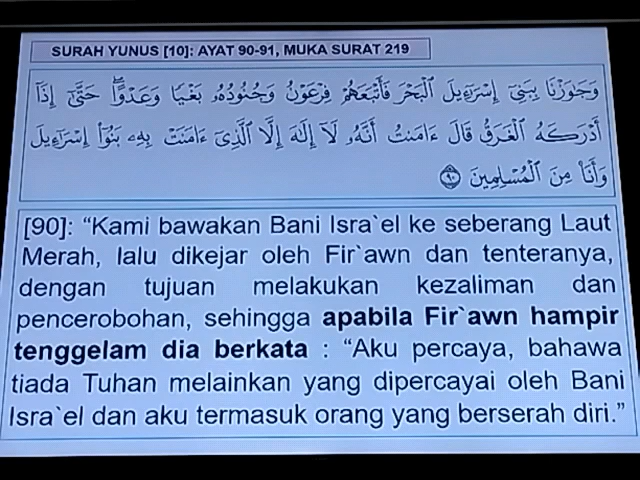 SURAH YUNUS [10]: AYAT 90-91, MUKA SURAT 219
وَجَٰوَزْنَا بِبَنِىٓ إِسْرَٰٓءِيلَ ٱلْبَحْرَ فَأَتْبَعَهُمْ فِرْعَوْنُ وَجُنُودُهُۥ بَغْيًا وَعَدْوًا ۖ حَتَّىٰٓ إِذَآ
أَدْرَكَهُ ٱلْغَرَقُ قَالَ ءَامَنتُ أَنَّهُۥ لَآ إِلَٰهَ إِلَّا ٱلَّذِىٓ ءَامَنَتْ بِهِۦ بَنُوٓا۟ إِسْرَٰٓءِيلَ
وَأَنَا۠ مِنَ ٱلْمُسْلِمِينَ ٩٠
[90]: “Kami bawakan Bani Isra`el ke seberang Laut
Merah, lalu dikejar oleh Fir`awn dan tenteranya,
dengan tujuan melakukan kezaliman dan
pencerobohan, sehingga apabila Fir`awn hampir
tenggelam dia berkata : “Aku percaya, bahawa
tiada Tuhan melainkan yang dipercayai oleh Bani
Isra`el dan aku termasuk orang yang berserah diri.”